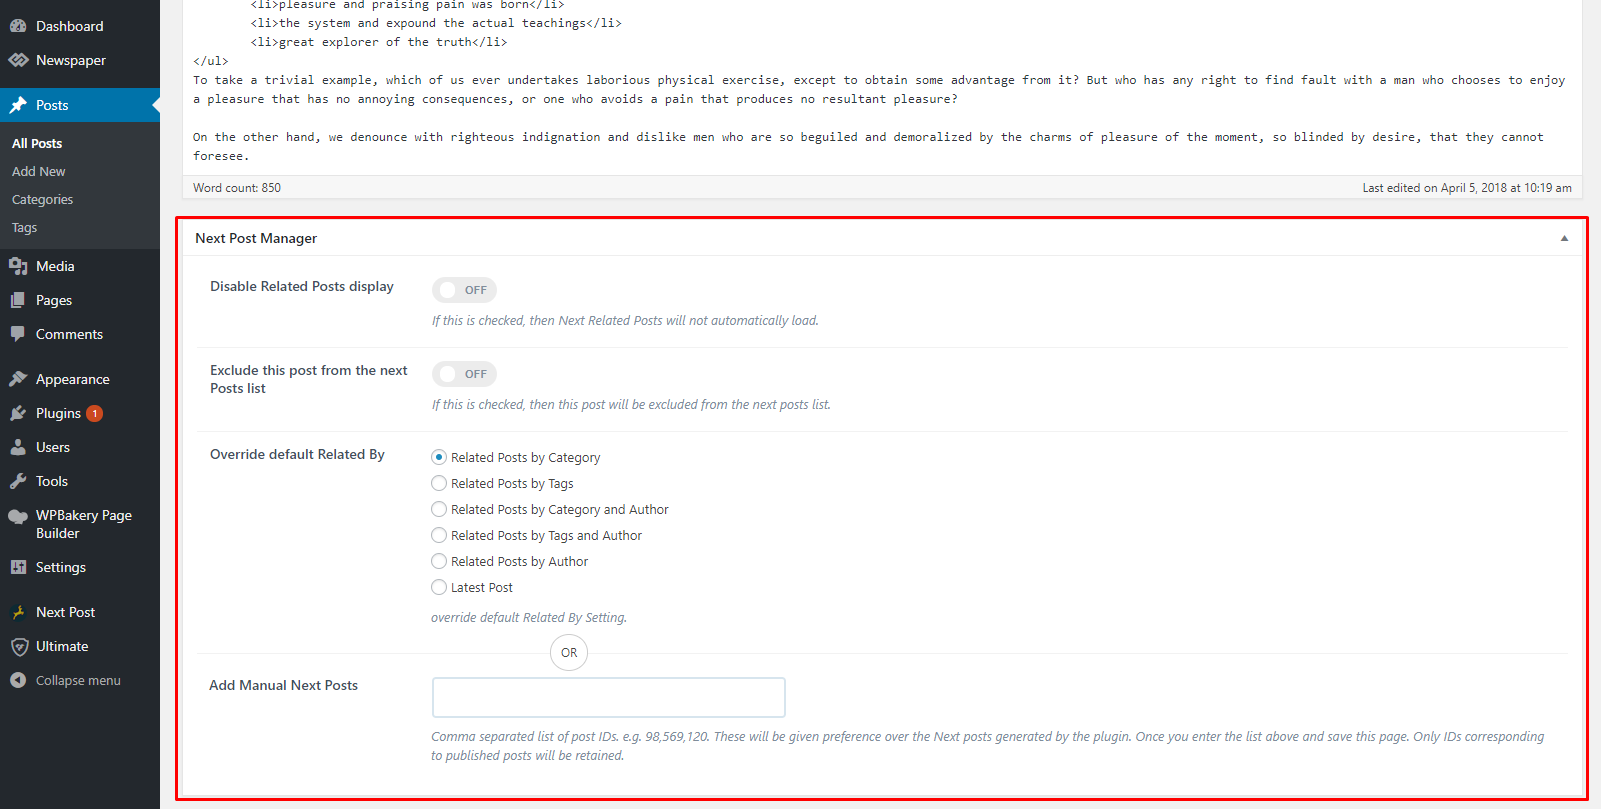 Dashboard
Newspaper
Posts
All Posts
Add New
Categories
Tags
Media
Pages
Comments
Appearance
Plugins 1
Users
Tools
WPBakery Page
Builder
Settings
Next Post
Ultimate
Collapse menu
<li>pleasure and praising pain was born</li>
<li>the system and expound the actual teachings</li>
<li>great explorer of the truth</li>
</ul>
To take a trivial example, which of us ever undertakes laborious physical exercise, except to obtain some advantage from it? But who has any right to find fault with a man who chooses to enjoy
a pleasure that has no annoying consequences, or one who avoids a pain that produces no resultant pleasure?
On the other hand, we denounce with righteous indignation and dislike men who are so beguiled and demoralized by the charms of pleasure of the moment, so blinded by desire, that they cannot
foresee.
Word count: 850
Last edited on April 5, 2018 at 10:19 am
Next Post Manager
Disable Related Posts display
OFF
If this is checked, then Next Related Posts will not automatically load.
Exclude this post from the next
Posts list
OFF
If this is checked, then this post will be excluded from the next posts list.
Override default Related By
Related Posts by Category
Related Posts by Tags
Related Posts by Category and Author
Related Posts by Tags and Author
Related Posts by Author
Latest Post
override default Related By Setting.
OR
Add Manual Next Posts
Comma separated list of post IDs. e.g. 98,569,120. These will be given preference over the Next posts generated by the plugin. Once you enter the list above and save this page. Only IDs corresponding
to published posts will be retained.